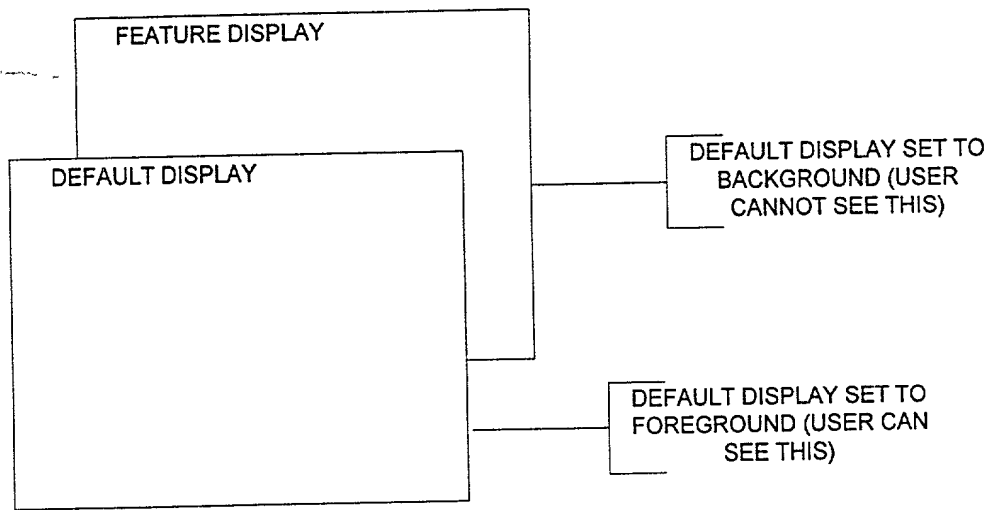 FEATURE DISPLAY
DEFAULT DISPLAY
DEFAULT DISPLAY SET TO
BACKGROUND (USER
CANNOT SEE THIS)
DEFAULT DISPLAY SET TO
FOREGROUND (USER CAN
SEE THIS)